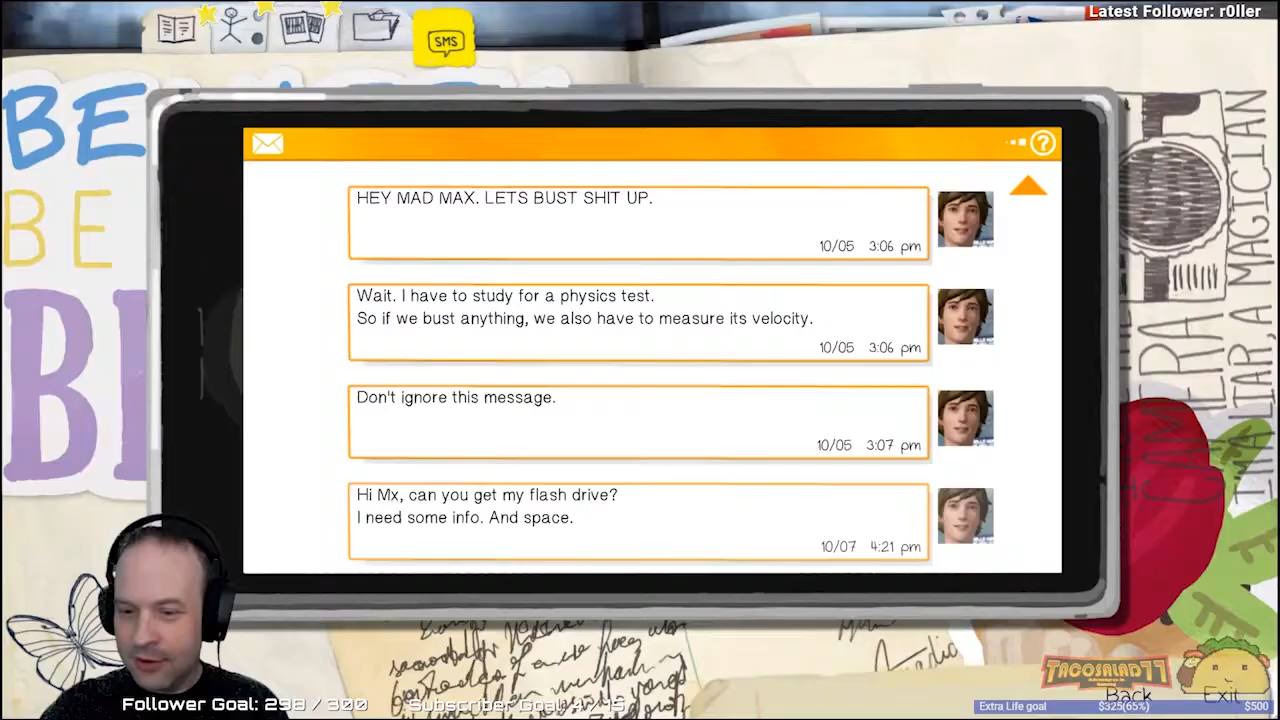 Latest Follower: r0ller
SMS
BE
BE
HEY MAD MAX. LETS BUST SHIT UP.
10/05 3:06 pm
Wait. I have to study for a physics test.
So if we bust anything, we also have to measure its velocity.
10/05 3:06 pm
Don't ignore this message.
10/05 3:07 pm
Hi Mx, can you get my flash drive?
I need some info. And space.
10/07 4:21 pm
LIAR, A MAGICIAN
TACOSALAD77
Back
Exit
Follower Goal: 298 / 300
Extra Life goal
$325(65%)
$500